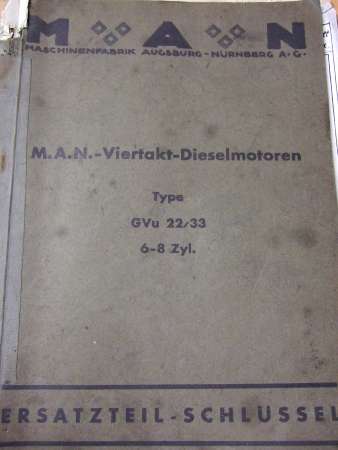 M A N
MASCHINENFABRIK AUGSBURG-NÜRNBERG A·G·
M.A.N.-Viertakt-Dieselmotoren
Type
GVu 22/33
6-8 Zyl.
ERSATZTEIL-SCHLÜSSEL